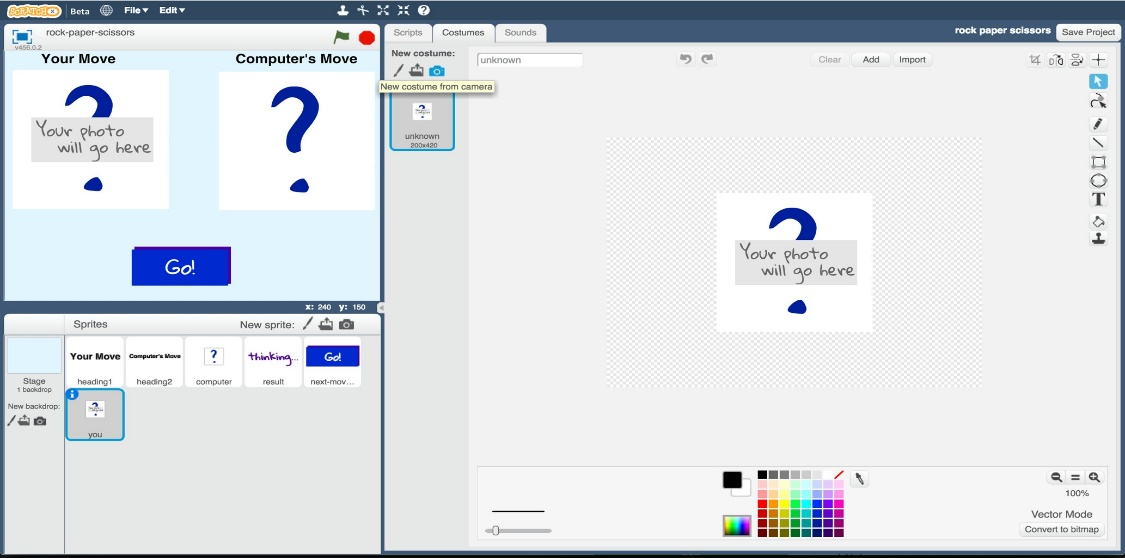 SCRATCH X Beta File Edit
rock-paper-scissors
v456.0.2
Your Move Computer's Move
?
Your photo
will go here
?
Go!
x: 240 y: 150
Sprites New sprite:
Stage
1 backdrop
New backdrop:
Your Move
heading1
Computer's Move
heading2
?
computer
thinking...
result
Go!
next-mov...
you
Scripts Costumes Sounds
rock paper scissors Save Project
New costume:
New costume from camera
unknown
200x420
unknown
Clear Add Import
T
?
Your photo
will go here
100%
Vector Mode
Convert to bitmap